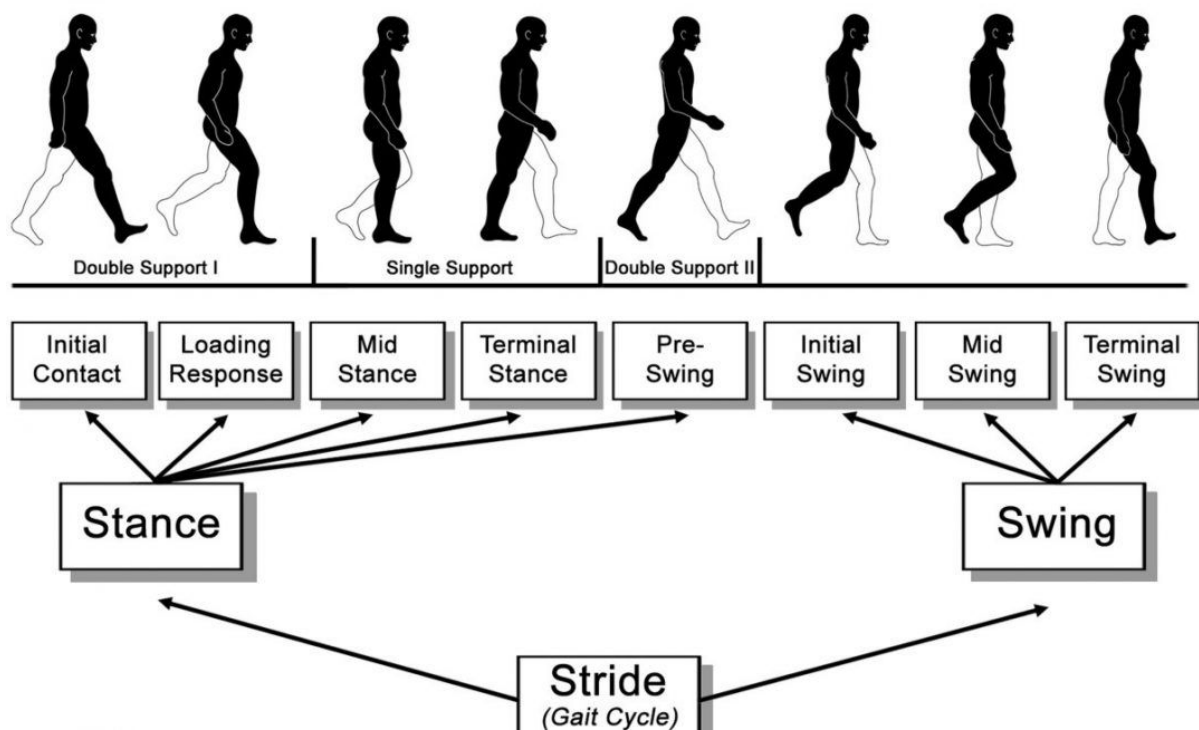 Double Support I
Single Support
Double Support II
Initial
Contact
Loading
Response
Mid
Stance
Terminal
Stance
Pre-
Swing
Initial
Swing
Mid
Swing
Terminal
Swing
Stance
Swing
Stride
(Gait Cycle)